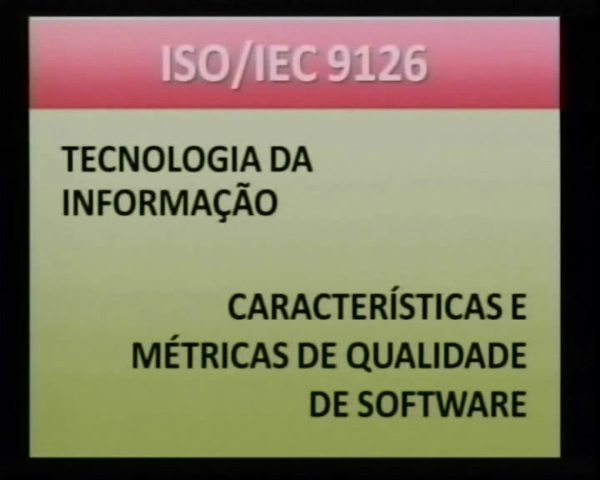 ISO/IEC 9126
TECNOLOGIA DA
INFORMAÇÃO
CARACTERÍSTICAS E
MÉTRICAS DE QUALIDADE
DE SOFTWARE